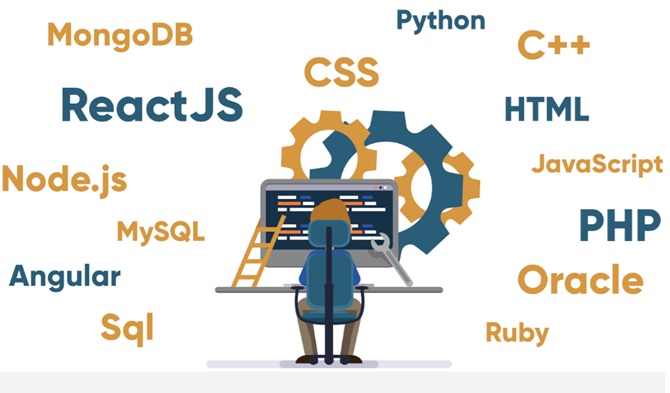 Python
MongoDB
C++
CSS
ReactJS
HTML
JavaScript
Node.js
PHP
MySQL
Angular
Oracle
Sql
Ruby